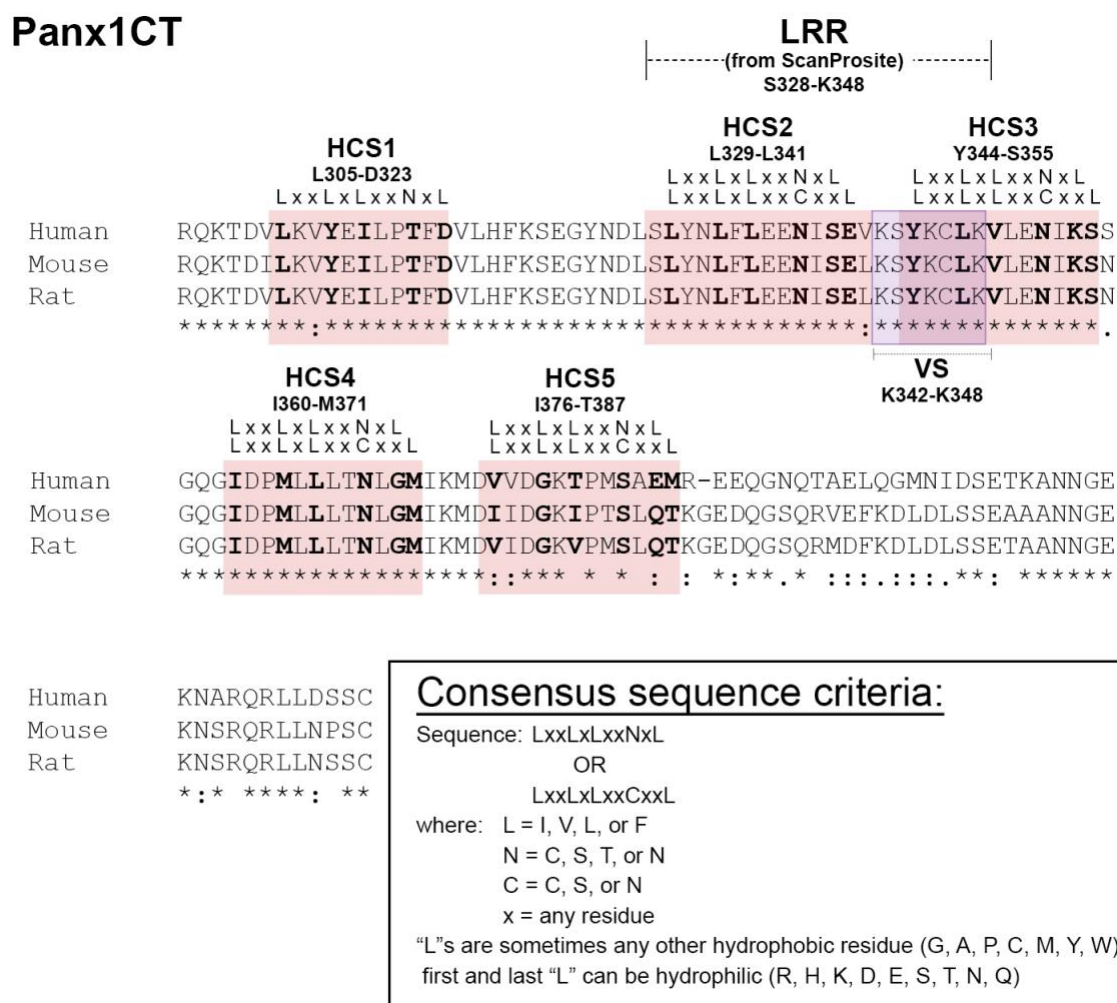 Panx1CT
LRR
(from ScanProsite)
S328-K348
HCS1
L305-D323
LxxLxLxxNxL
HCS2
L329-L341
LxxLxLxxNxL
LxxLxLxxCxxL
HCS3
Y344-S355
LxxLxLxxNxL
LxxLxLxxCxxL
Human RQKTDVLKVYEILPTFDVLHFKSEGYNDLSLYNLFLEENISEVKSYKCLKVLENIKSS
Mouse RQKTDILKVYEILPTFDVLHFKSEGYNDLSLYNLFLEENISELKSYKCLKVLENIKSN
Rat RQKTDVLKVYEILPTFDVLHFKSEGYNDLSLYNLFLEENISELKSYKCLKVLENIKSN
*****:************************************:**************.
VS
K342-K348
HCS4
I360-M371
LxxLxLxxNxL
LxxLxLxxCxxL
HCS5
I376-T387
LxxLxLxxNxL
LxxLxLxxCxxL
Human GQGIDPMLLLTNLGMIKMDVVDGKTPMSAEMR-EEQGNQTAELQGMNIDSETKANNGE
Mouse GQGIDPMLLLTNLGMIKMDIIDGKIPTSLQTKGEDQGSQRVEFKDLDLSSEAAANNGE
Rat GQGIDPMLLLTNLGMIKMDVIDGKVPMSLQTKGEDQGSQRMDFKDLDLSSETAANNGE
*******************::*** * * : : *:**.* :::.:::.**: *****
Human KNARQRLLDSSC
Mouse KNSRQRLLNPSC
Rat KNSRQRLLNSSC
**:*****: **
Consensus sequence criteria:
Sequence: LxxLxLxxNxL
OR
LxxLxLxxCxxL
where: L = I, V, L, or F
N = C, S, T, or N
C = C, S, or N
x = any residue
“L”s are sometimes any other hydrophobic residue (G, A, P, C, M, Y, W)
first and last “L” can be hydrophilic (R, H, K, D, E, S, T, N, Q)